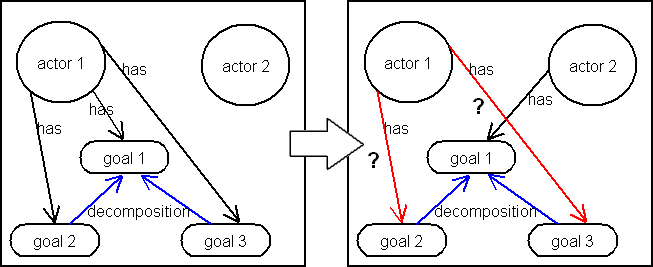 actor 1
actor 2
has
has
has
goal 1
decomposition
goal 2
goal 3
actor 1
actor 2
has
?
has
has
?
goal 1
decomposition
goal 2
goal 3